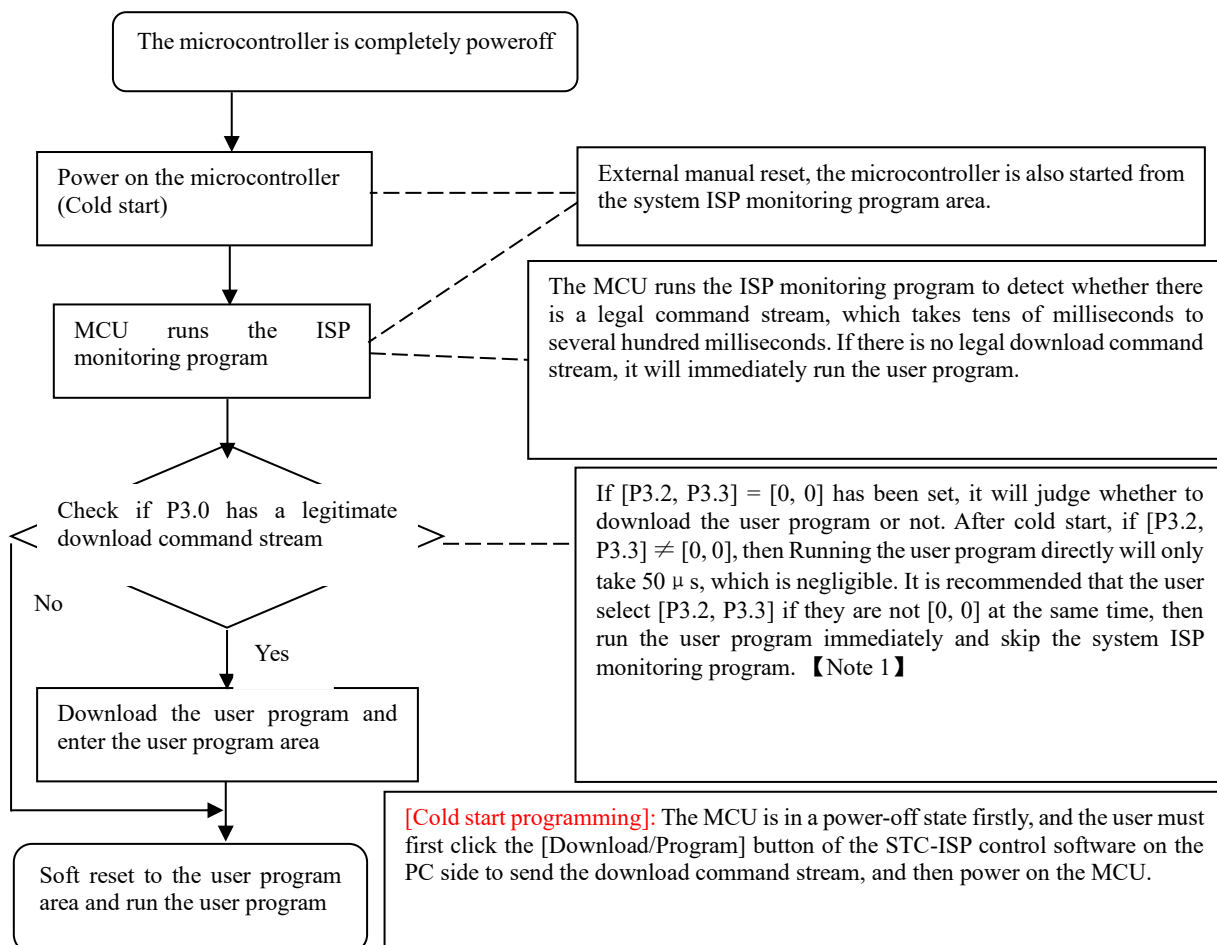 The microcontroller is completely poweroff
Power on the microcontroller
(Cold start)
External manual reset, the microcontroller is also started from
the system ISP monitoring program area.
MCU runs the ISP
monitoring program
The MCU runs the ISP monitoring program to detect whether there
is a legal command stream, which takes tens of milliseconds to
several hundred milliseconds. If there is no legal download command
stream, it will immediately run the user program.
Check if P3.0 has a legitimate
download command stream
If [P3.2, P3.3] = [0, 0] has been set, it will judge whether to
download the user program or not. After cold start, if [P3.2,
P3.3] ≠ [0, 0], then Running the user program directly will only
take 50 μs, which is negligible. It is recommended that the user
select [P3.2, P3.3] if they are not [0, 0] at the same time, then
run the user program immediately and skip the system ISP
monitoring program. 【Note 1】
No
Yes
Download the user program and
enter the user program area
[Cold start programming]: The MCU is in a power-off state firstly, and the user must
first click the [Download/Program] button of the STC-ISP control software on the
PC side to send the download command stream, and then power on the MCU.
Soft reset to the user program
area and run the user program